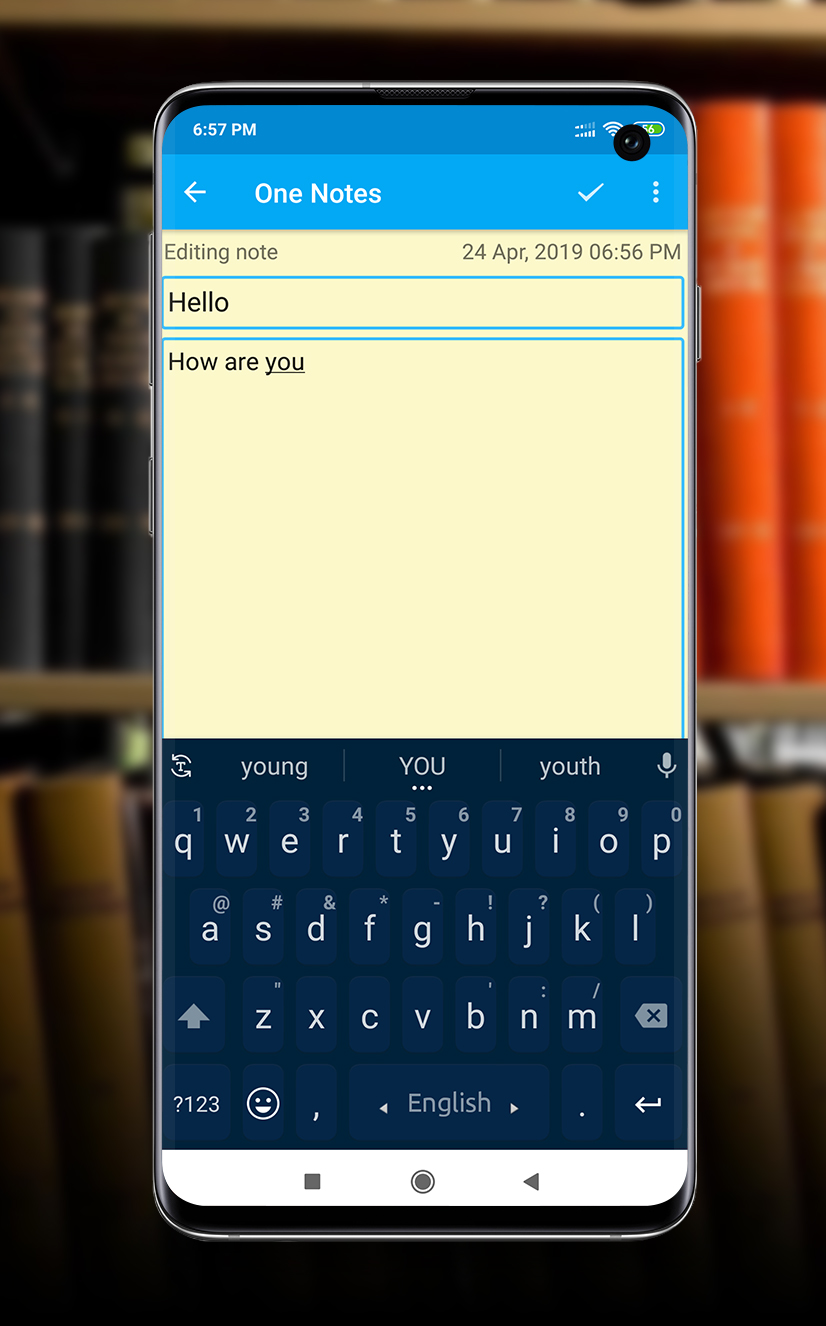 6:57 PM 56
One Notes
Editing note 24 Apr, 2019 06:56 PM
Hello
How are you
young YOU youth
1 2 3 4 5 6 7 8 9 0
q w e r t y u i o p
@ # & * - ! ? ( )
a s d f g h j k l
" ' : /
z x c v b n m
?123 , English .